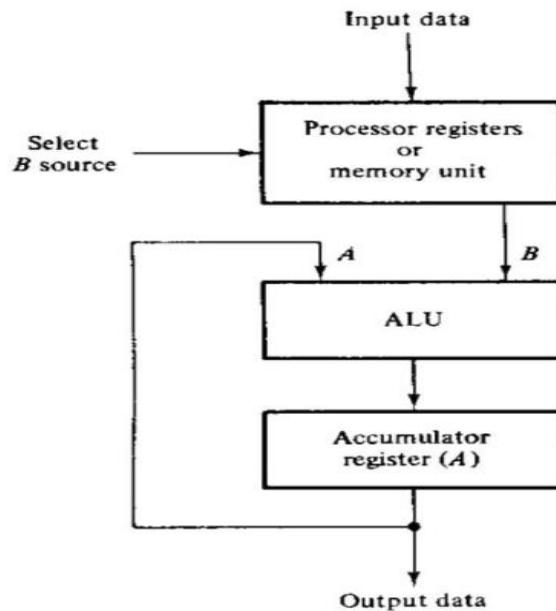 Input data
Processor registers
or
memory unit
Select
B source
A
B
ALU
Accumulator
register (A)
Output data